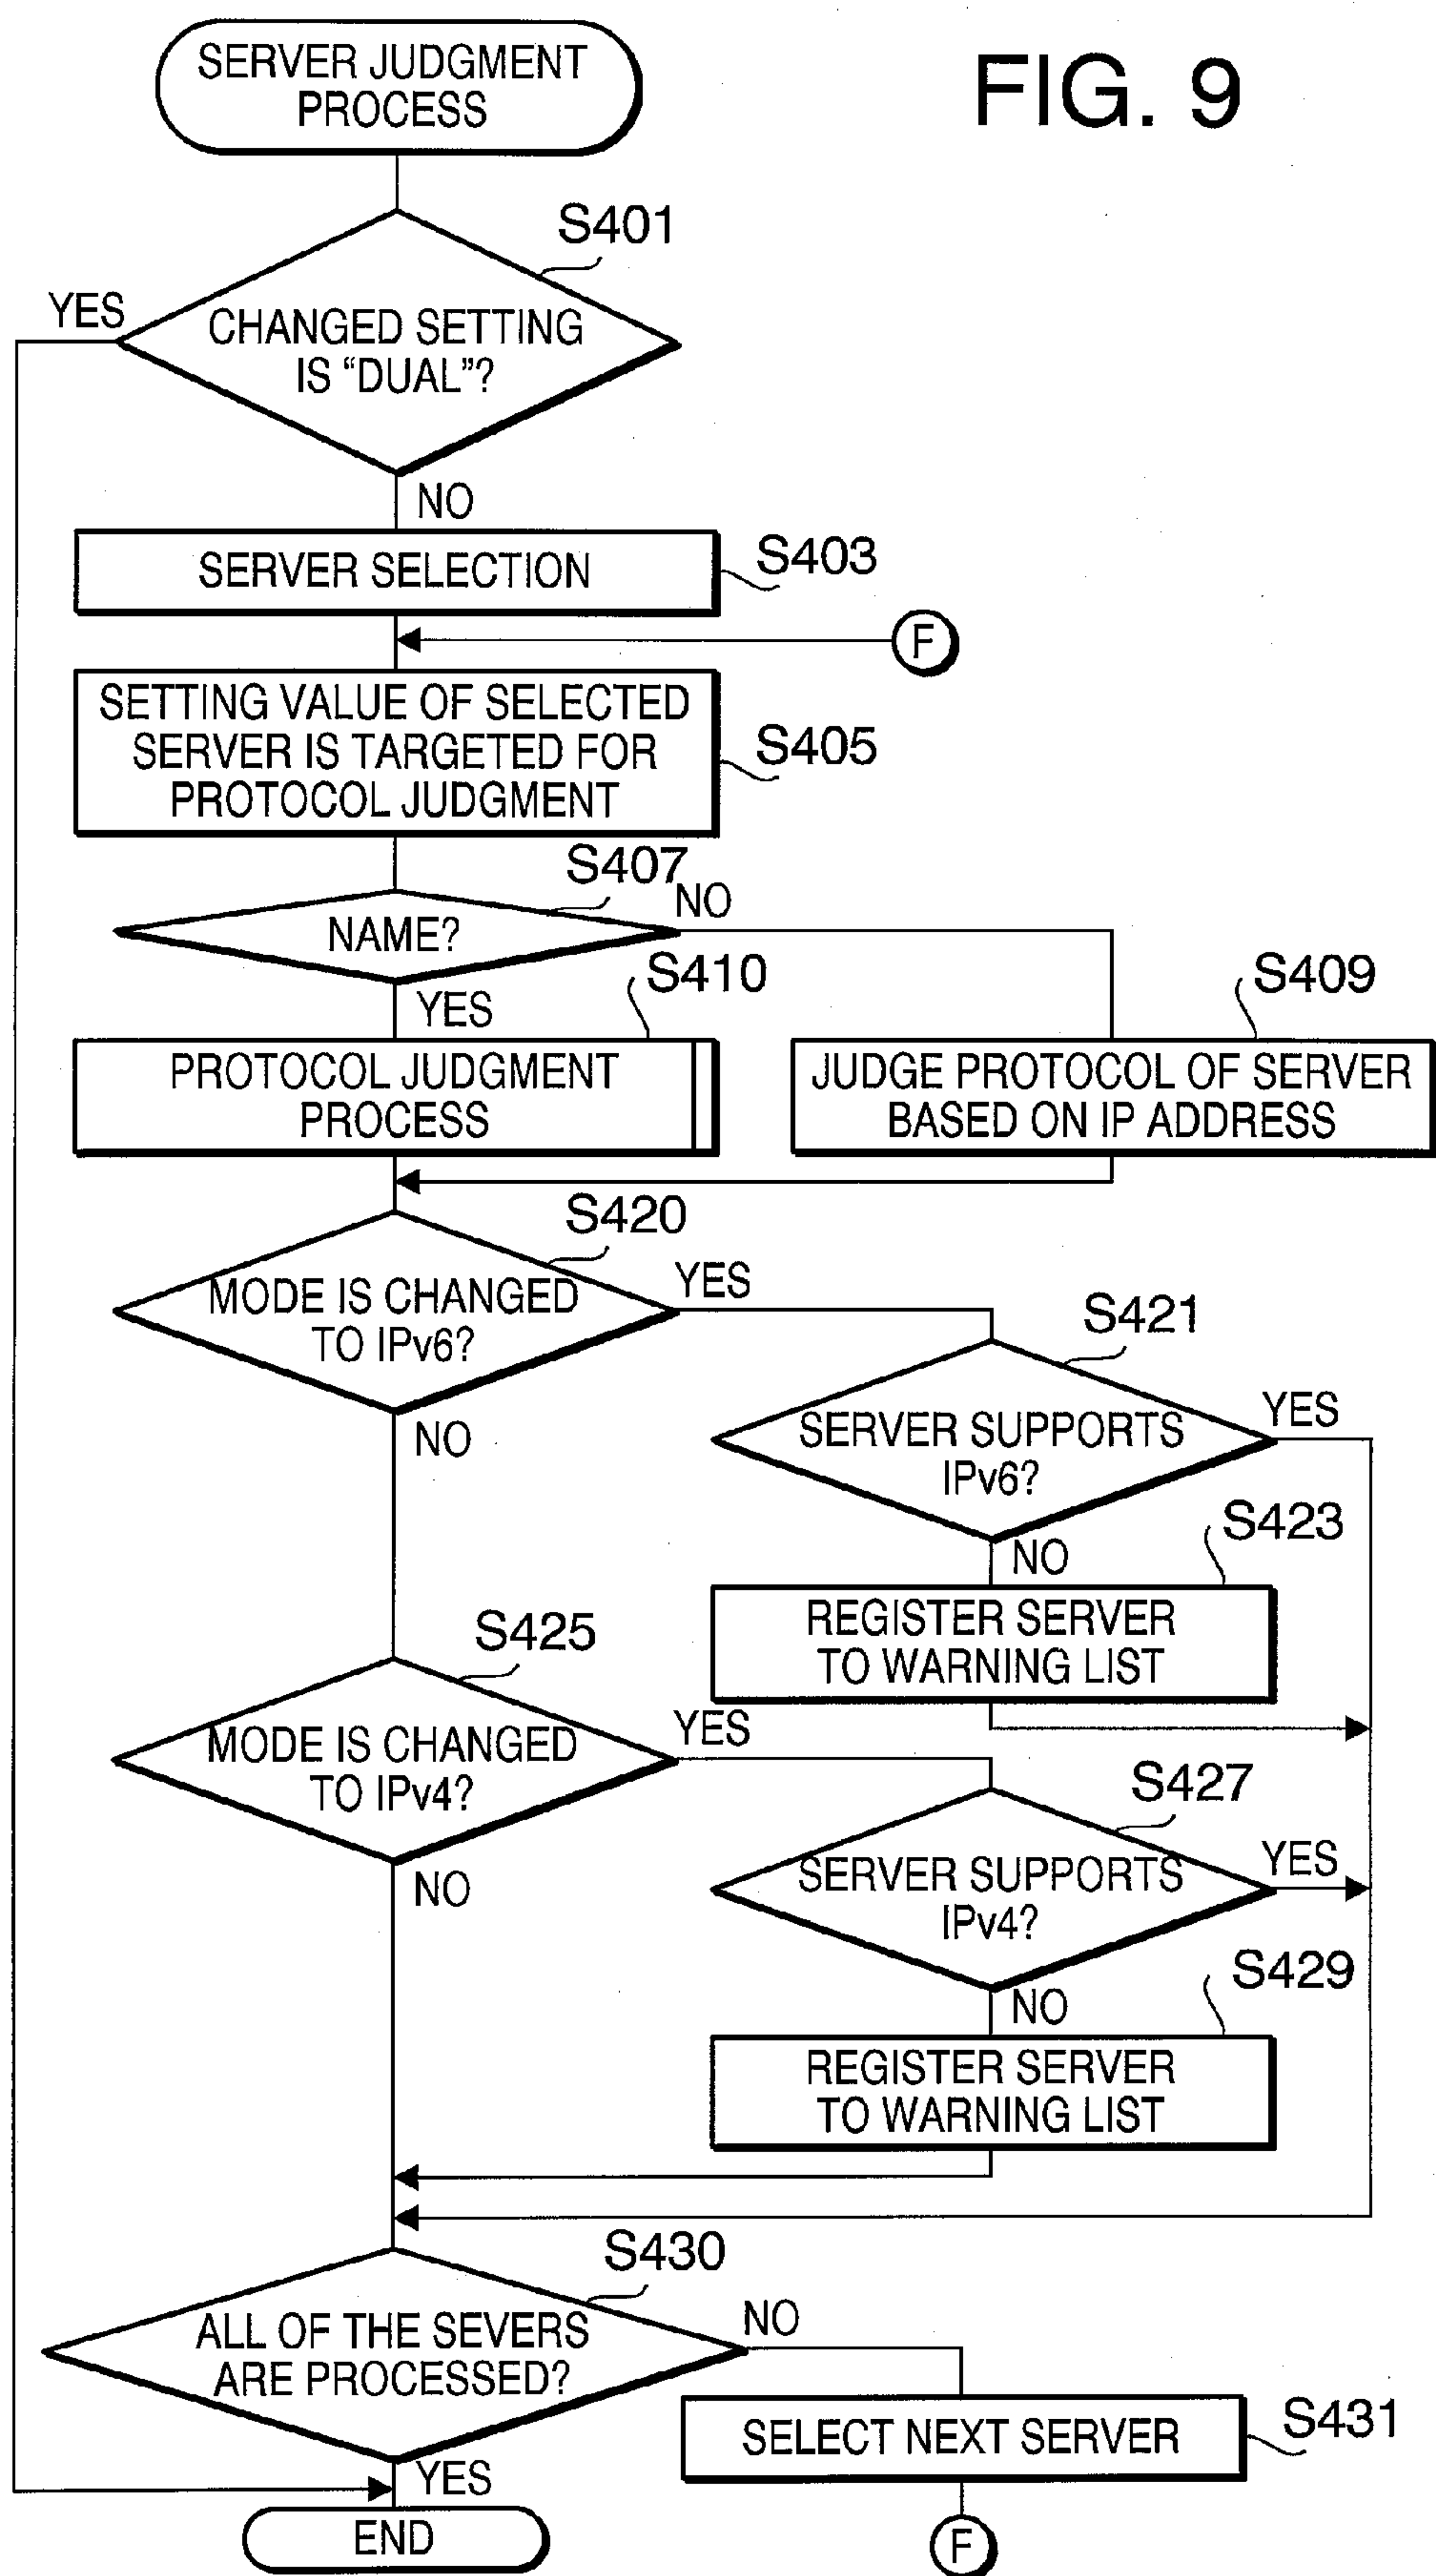 SERVER JUDGMENT
PROCESS
FIG. 9
S401
YES
CHANGED SETTING
IS “DUAL”?
NO
SERVER SELECTION
S403
F
SETTING VALUE OF SELECTED
SERVER IS TARGETED FOR
PROTOCOL JUDGMENT
S405
S407
NO
NAME?
YES
S410
S409
PROTOCOL JUDGMENT
PROCESS
JUDGE PROTOCOL OF SERVER
BASED ON IP ADDRESS
S420
MODE IS CHANGED
TO IPv6?
YES
NO
S421
SERVER SUPPORTS
IPv6?
YES
NO
S423
REGISTER SERVER
TO WARNING LIST
S425
MODE IS CHANGED
TO IPv4?
YES
NO
S427
SERVER SUPPORTS
IPv4?
YES
NO
S429
REGISTER SERVER
TO WARNING LIST
S430
ALL OF THE SEVERS
ARE PROCESSED?
NO
YES
SELECT NEXT SERVER
S431
END
F